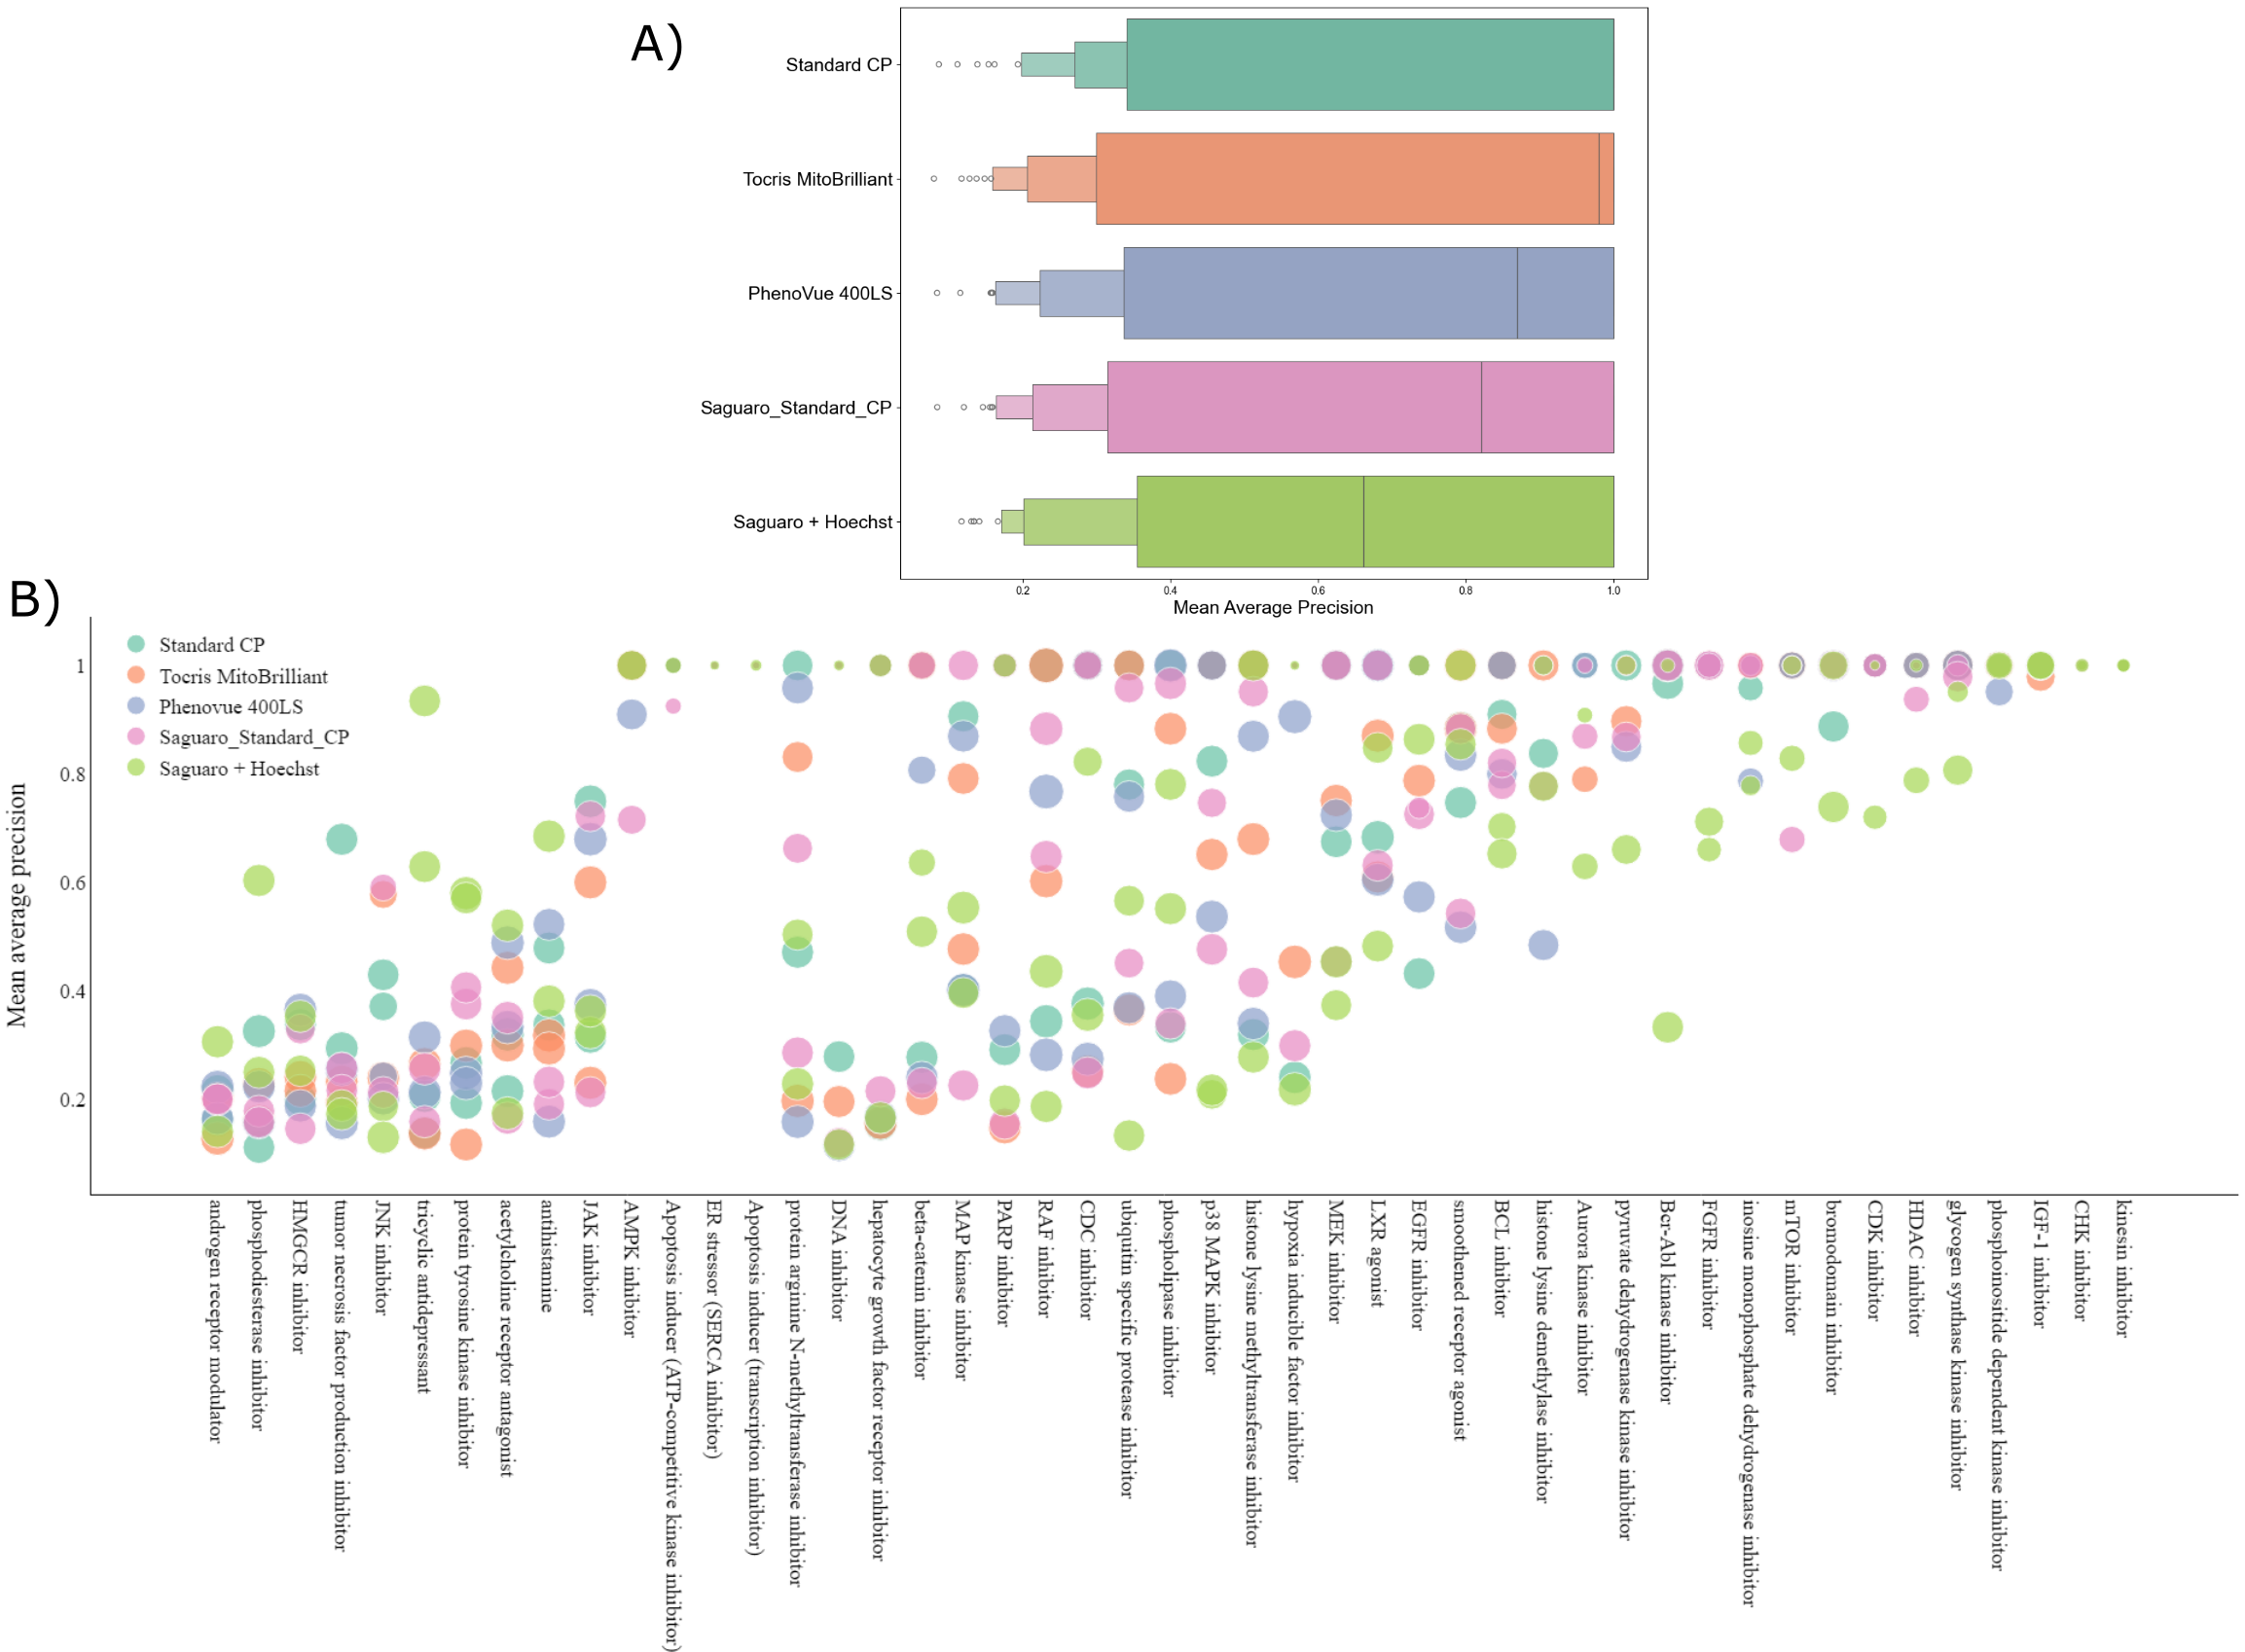 A)
Standard CP
Tocris MitoBrilliant
PhenoVue 400LS
Saguaro_Standard_CP
Saguaro + Hoechst
0.2 0.4 0.6 0.8 1.0
Mean Average Precision
B)
Standard CP
Tocris MitoBrilliant
Phenovue 400LS
Saguaro_Standard_CP
Saguaro + Hoechst
Mean average precision
1
0.8
0.6
0.4
0.2
androgen receptor modulator
phosphodiesterase inhibitor
HMGCR inhibitor
tumor necrosis factor production inhibitor
JNK inhibitor
tricyclic antidepressant
protein tyrosine kinase inhibitor
acetylcholine receptor antagonist
antihistamine
JAK inhibitor
AMPK inhibitor
Apoptosis inducer (ATP-competitive kinase inhibitor)
ER stressor (SERCA inhibitor)
Apoptosis inducer (transcription inhibitor)
protein arginine N-methyltransferase inhibitor
DNA inhibitor
hepatocyte growth factor receptor inhibitor
beta-catenin inhibitor
MAP kinase inhibitor
PARP inhibitor
RAF inhibitor
CDC inhibitor
ubiquitin specific protease inhibitor
phospholipase inhibitor
p38 MAPK inhibitor
histone lysine methyltransferase inhibitor
hypoxia inducible factor inhibitor
MEK inhibitor
LXR agonist
EGFR inhibitor
smoothened receptor agonist
BCL inhibitor
histone lysine demethylase inhibitor
Aurora kinase inhibitor
pyruvate dehydrogenase kinase inhibitor
Bcr-Abl kinase inhibitor
FGFR inhibitor
inosine monophosphate dehydrogenase inhibitor
mTOR inhibitor
bromodomain inhibitor
CDK inhibitor
HDAC inhibitor
glycogen synthase kinase inhibitor
phosphoinositide dependent kinase inhibitor
IGF-1 inhibitor
CHK inhibitor
kinesin inhibitor